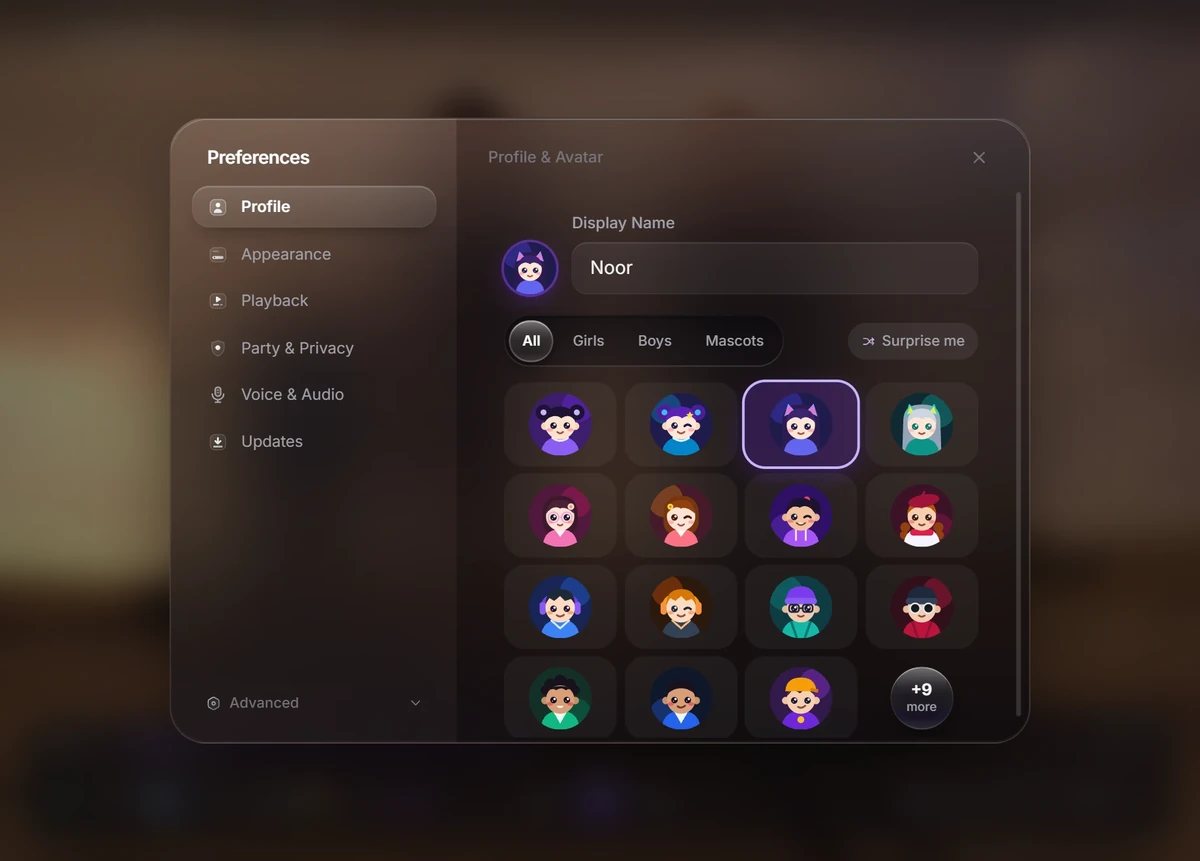 Preferences
Profile
Appearance
Playback
Party & Privacy
Voice & Audio
Updates
Advanced
Profile & Avatar
Display Name
Noor
All
Girls
Boys
Mascots
Surprise me
+9
more